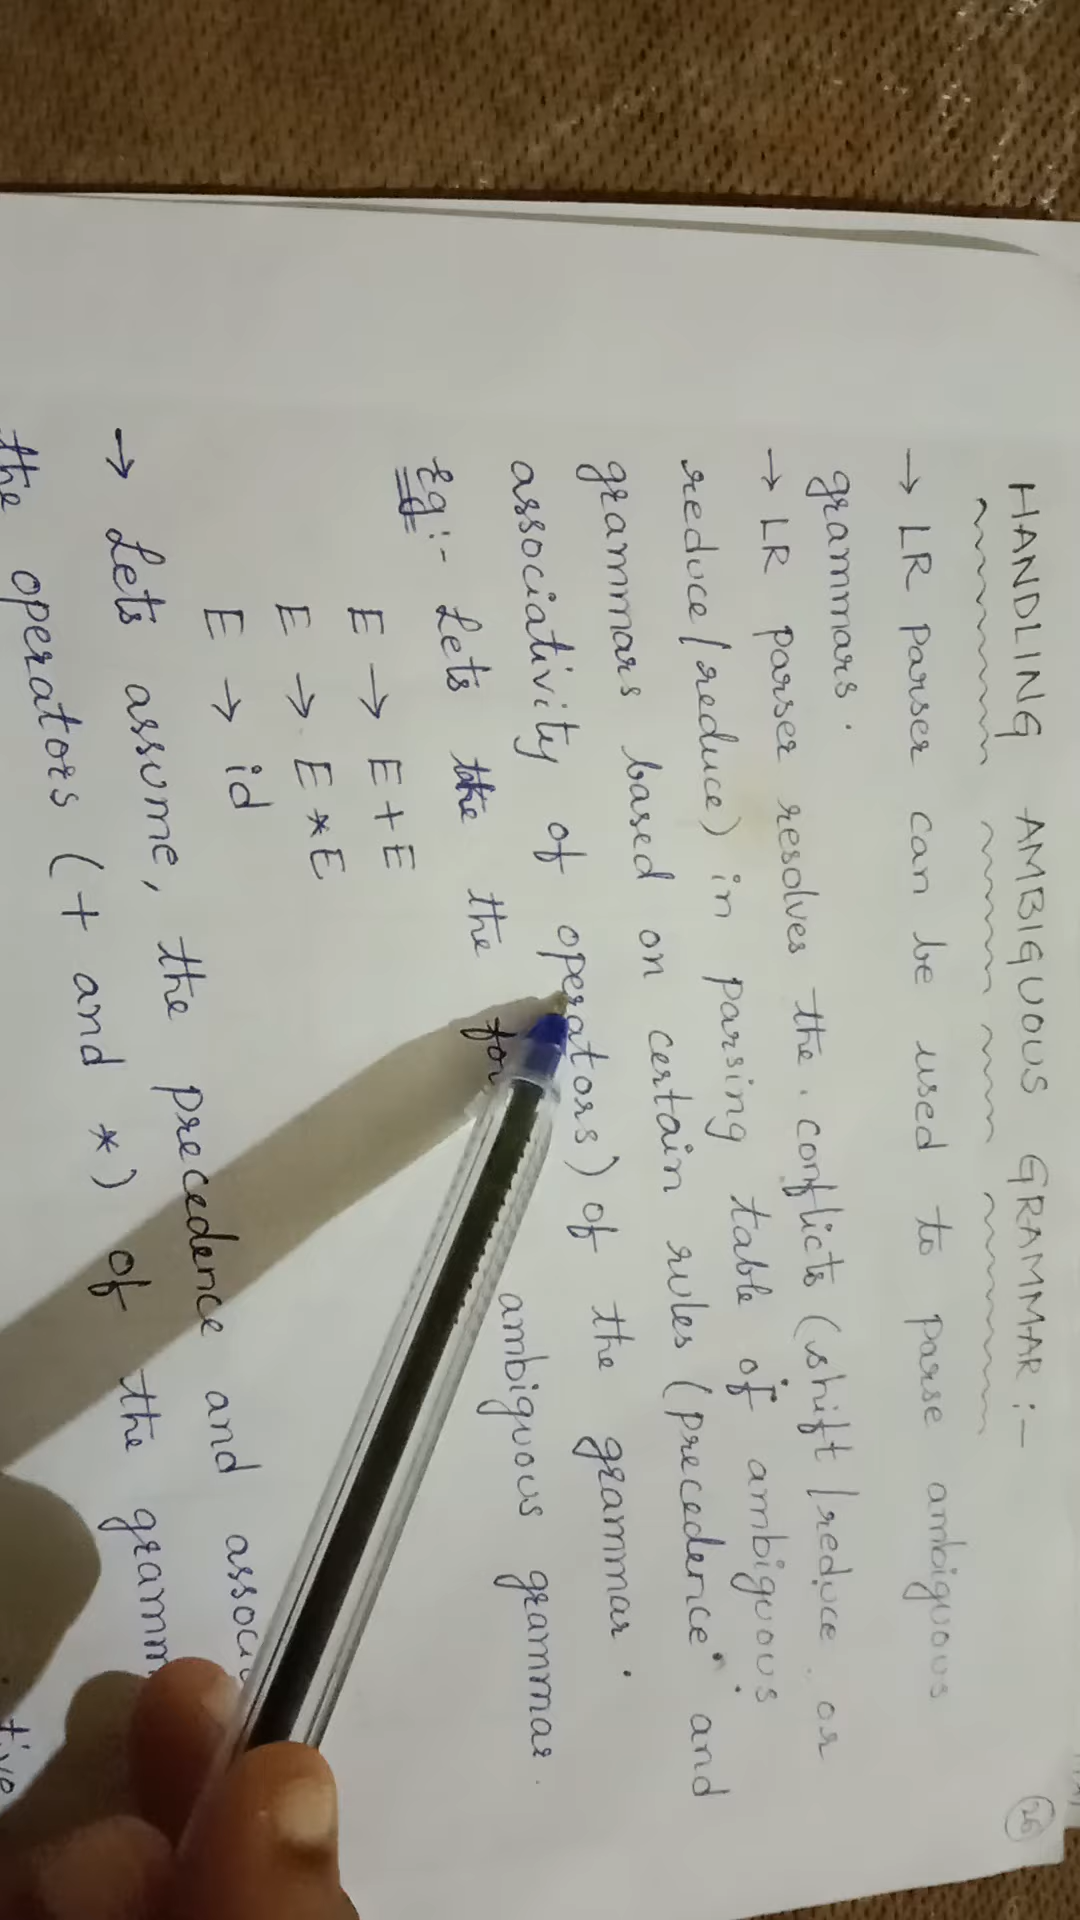 26
HANDLING AMBIGUOUS GRAMMAR :-
→ LR parser can be used to parse ambiguous
grammars.
→ LR parser resolves the conflicts (shift/reduce or
reduce/reduce) in parsing table of ambiguous
grammars based on certain rules (precedence and
associativity of operators) of the grammar.
Eg:- Lets take the ambiguous grammar.
E → E + E
E → E * E
E → id
→ Lets assume, the precedence and
the operators (+ and *) of the